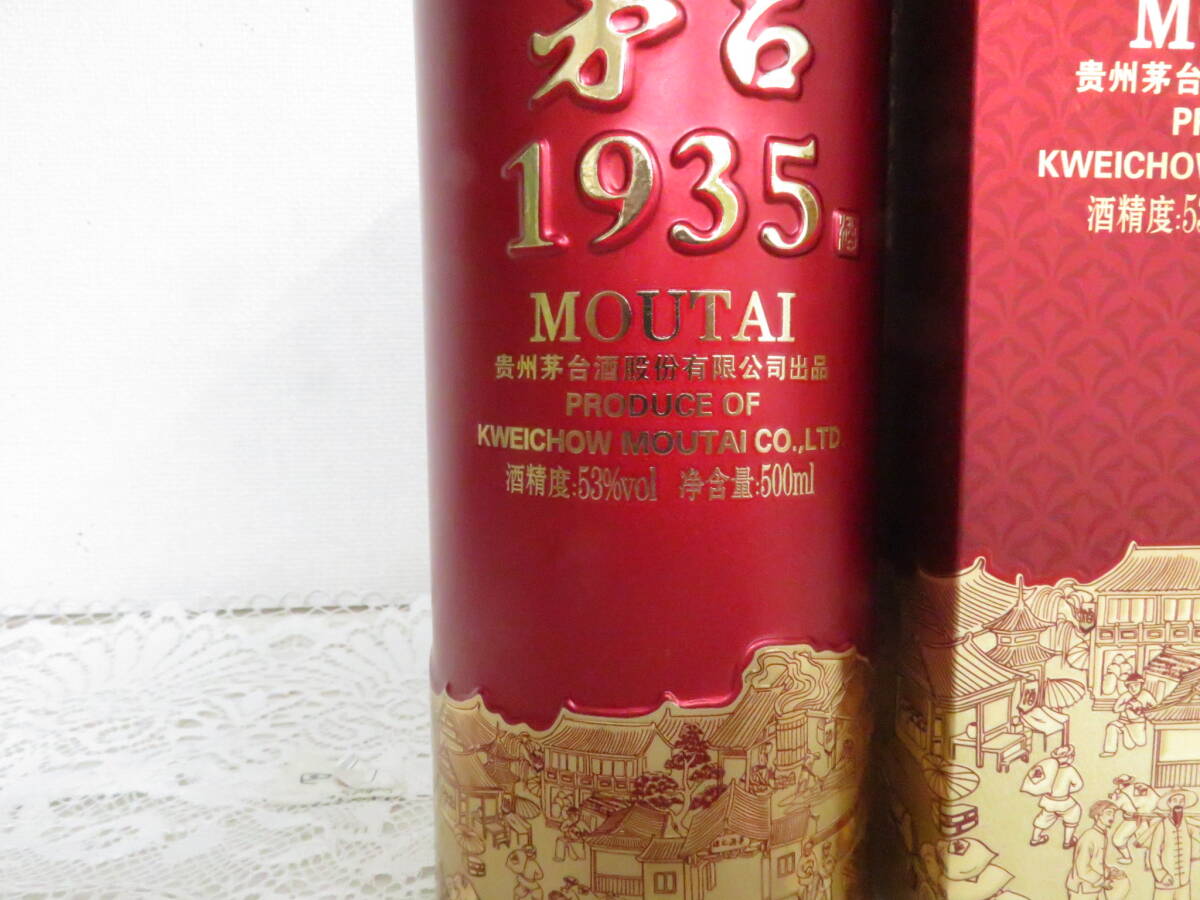 茅台
1935
酒
MOUTAI
贵州茅台酒股份有限公司出品
PRODUCE OF
KWEICHOW MOUTAI CO.,LTD.
酒精度:53%vol 净含量:500ml
M
贵州茅台
PR
KWEICHOW
酒精度:5